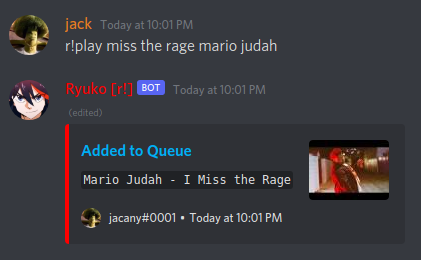 jack Today at 10:01 PM
r!play miss the rage mario judah
Ryuko [r!] BOT Today at 10:01 PM
(edited)
Added to Queue
Mario Judah - I Miss the Rage
jacany#0001 • Today at 10:01 PM